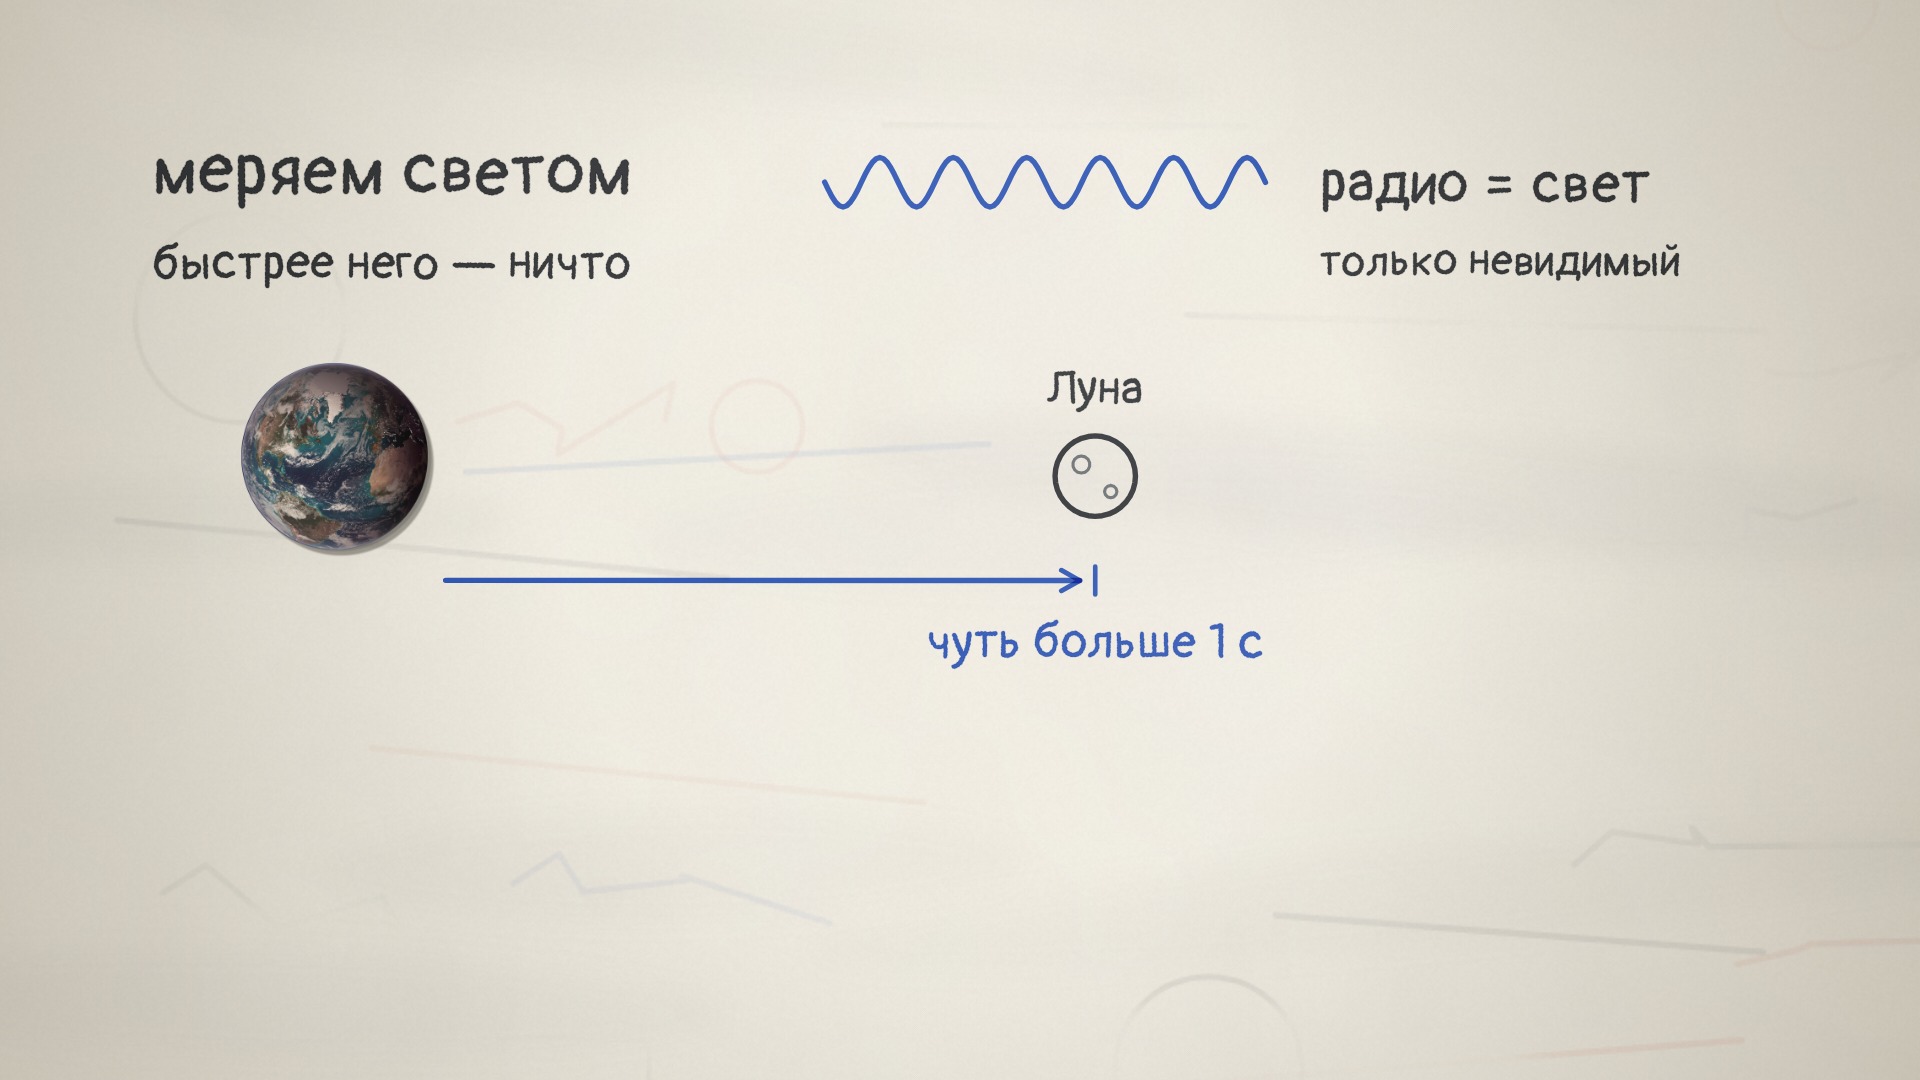 меряем светом
быстрее него — ничто
радио = свет
только невидимый
Луна
чуть больше 1 с